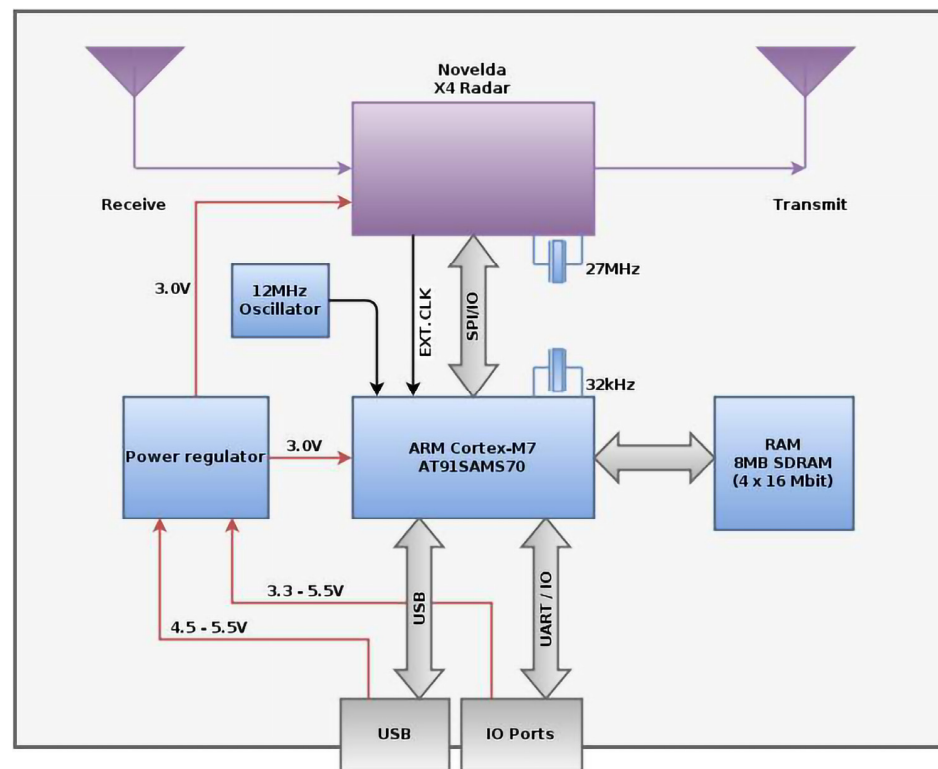 Novelda
X4 Radar
Receive
Transmit
3.0V
12MHz
Oscillator
EXT.CLK
SPI/IO
27MHz
32kHz
Power regulator
3.0V
ARM Cortex-M7
AT91SAMS70
RAM
8MB SDRAM
(4 x 16 Mbit)
3.3 - 5.5V
4.5 - 5.5V
USB
UART / IO
USB
IO Ports